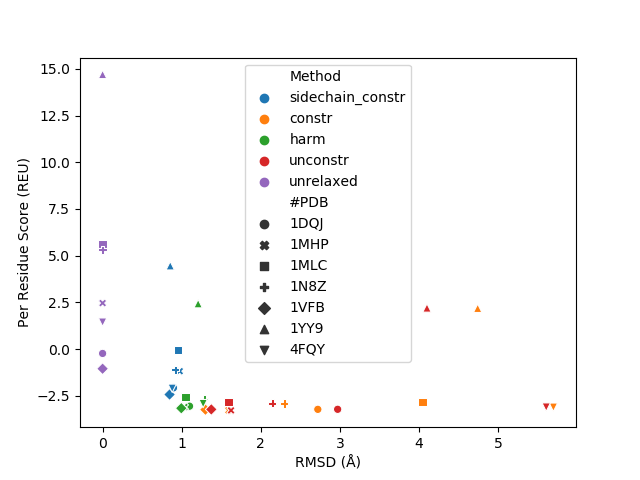 15.0
12.5
10.0
7.5
5.0
2.5
0.0
−2.5
Per Residue Score (REU)
Method
sidechain_constr
constr
harm
unconstr
unrelaxed
#PDB
1DQJ
1MHP
1MLC
1N8Z
1VFB
1YY9
4FQY
0 1 2 3 4 5
RMSD (Å)